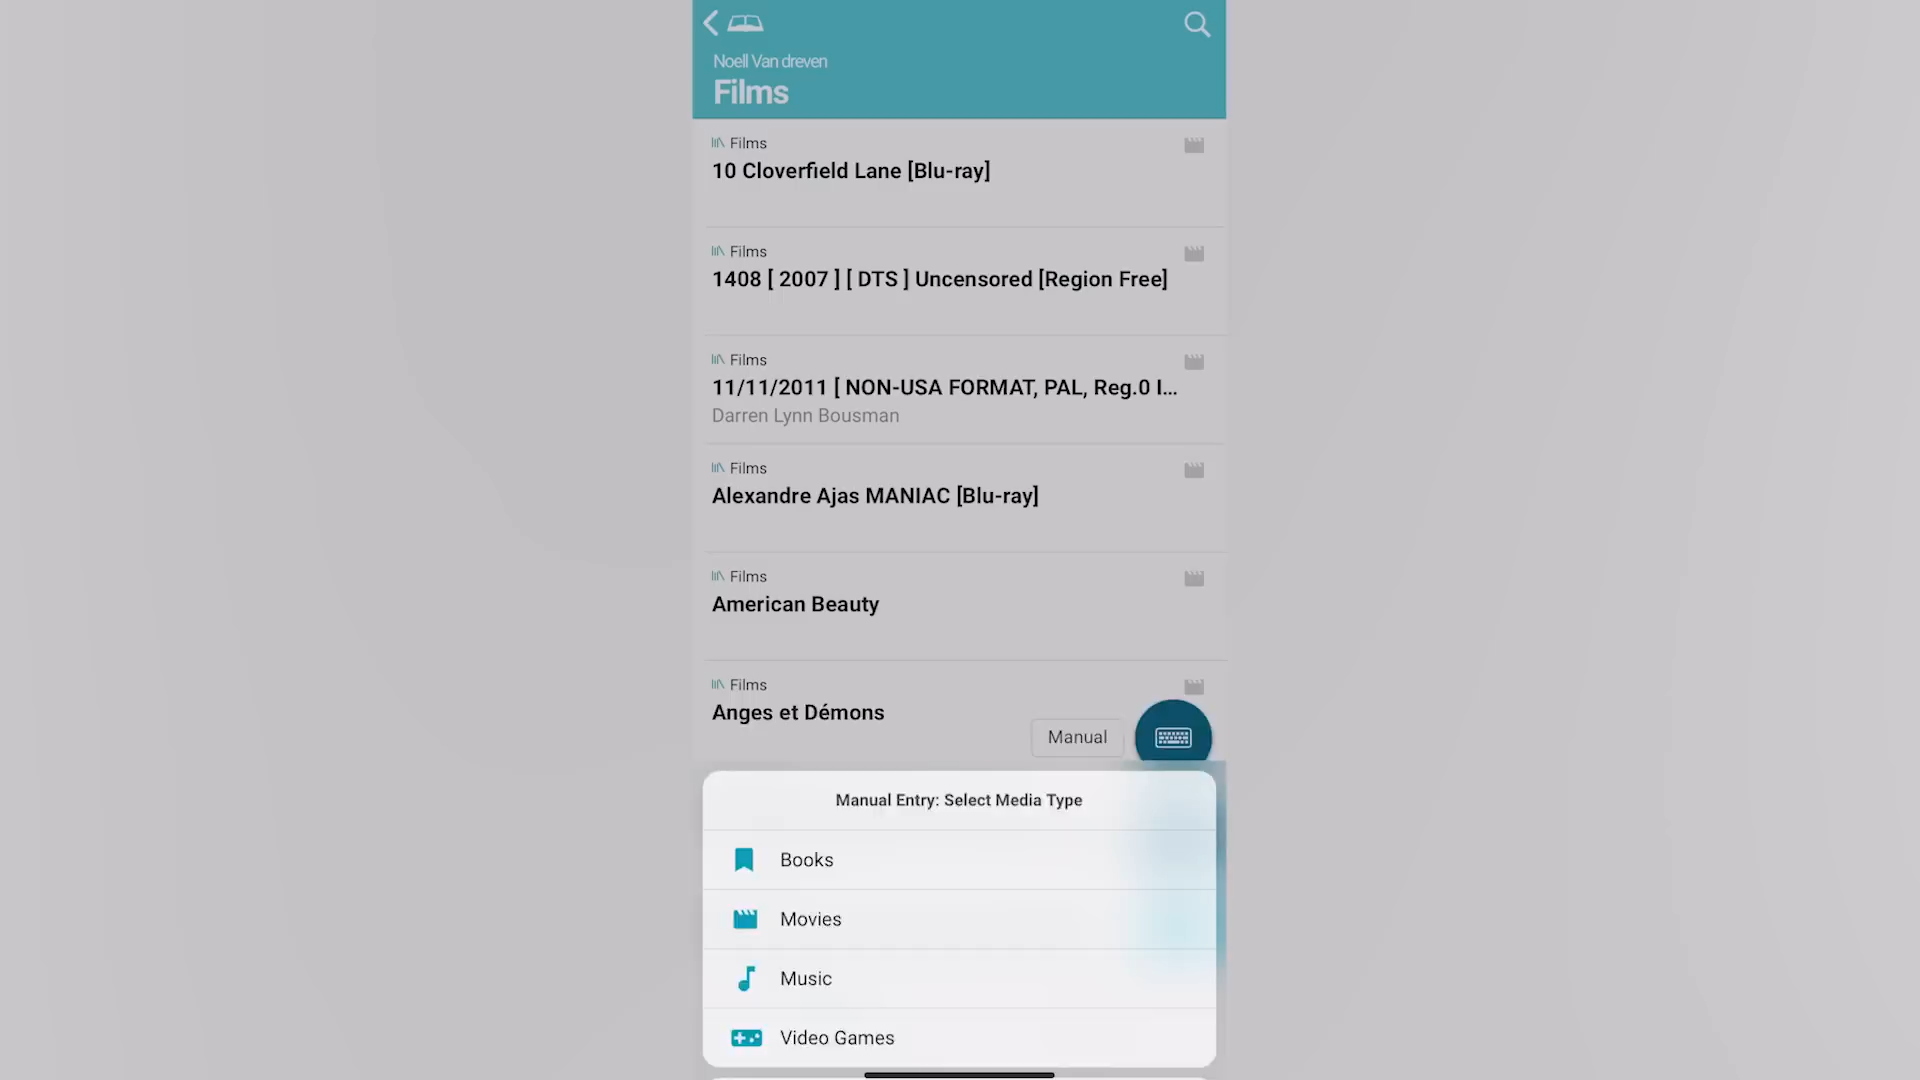 Noell Van dreven
Films
Films
10 Cloverfield Lane [Blu-ray]
Films
1408 [ 2007 ] [ DTS ] Uncensored [Region Free]
Films
11/11/2011 [ NON-USA FORMAT, PAL, Reg.0 I...
Darren Lynn Bousman
Films
Alexandre Ajas MANIAC [Blu-ray]
Films
American Beauty
Films
Anges et Démons
Manual
Manual Entry: Select Media Type
Books
Movies
Music
Video Games